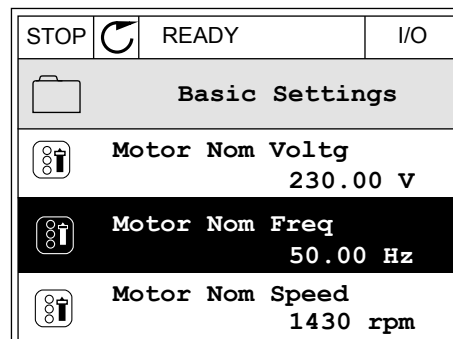 STOP READY I/O
Basic Settings
Motor Nom Voltg
230.00 V
Motor Nom Freq
50.00 Hz
Motor Nom Speed
1430 rpm